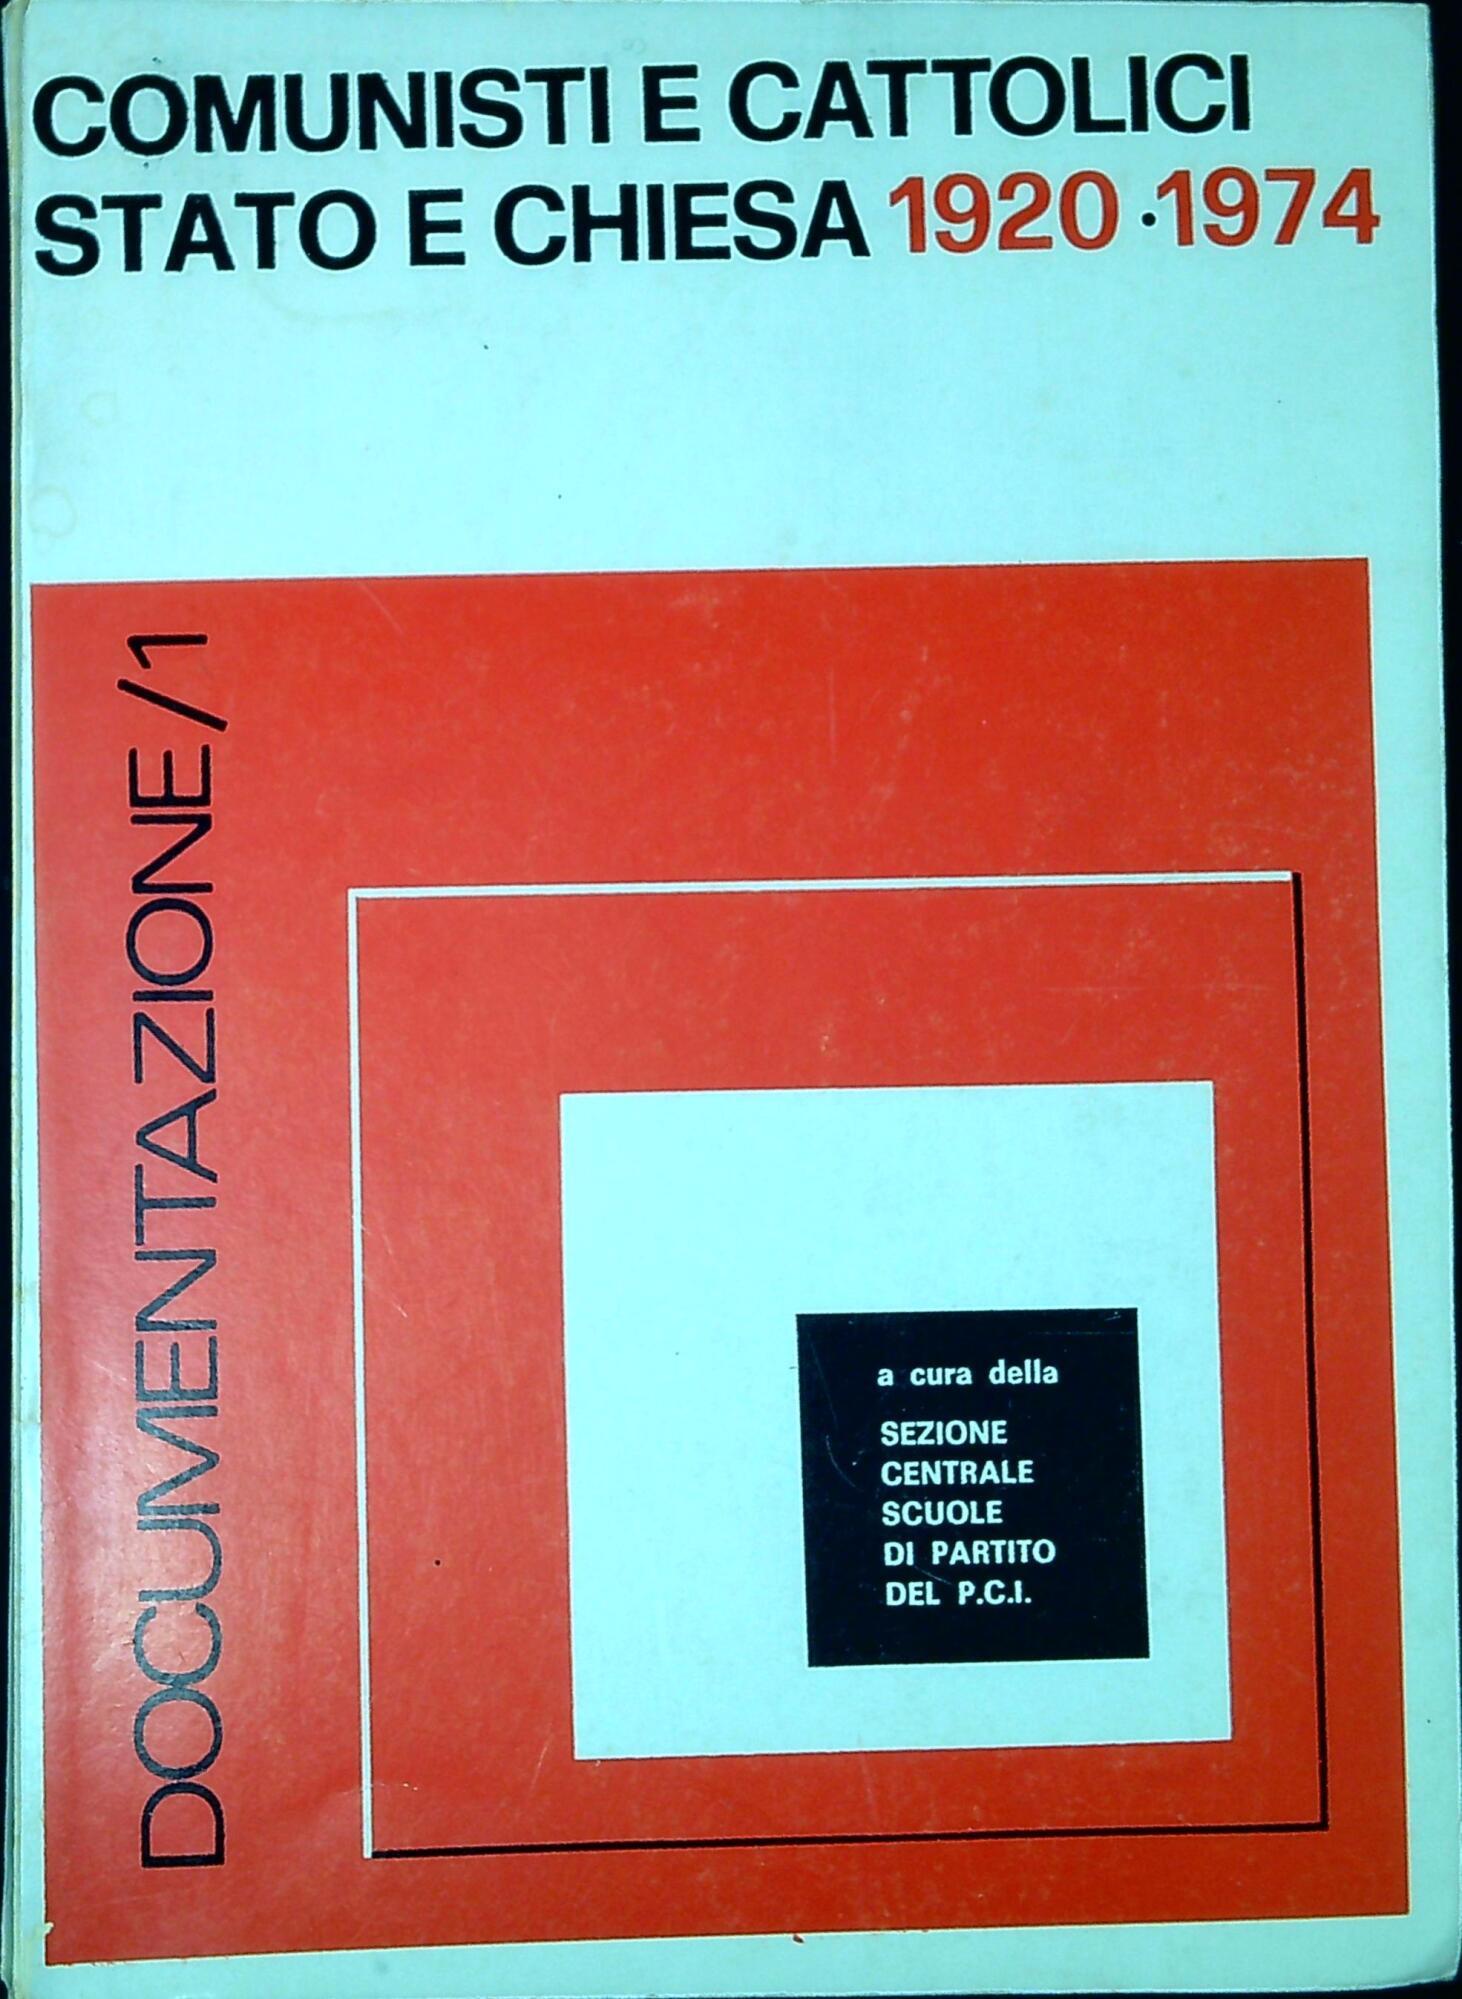 COMUNISTI E CATTOLICI
STATO E CHIESA 1920·1974
DOCUMENTAZIONE/1
a cura della
SEZIONE
CENTRALE
SCUOLE
DI PARTITO
DEL P.C.I.